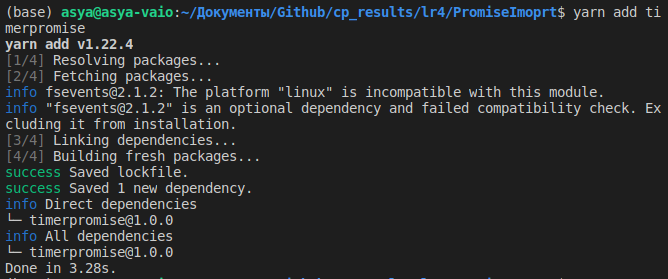 (base) asya@asya-vaio:~/Документы/Github/cp_results/lr4/PromiseImoprt$ yarn add ti
merpromise
yarn add v1.22.4
[1/4] Resolving packages...
[2/4] Fetching packages...
info fsevents@2.1.2: The platform "linux" is incompatible with this module.
info "fsevents@2.1.2" is an optional dependency and failed compatibility check. Ex
cluding it from installation.
[3/4] Linking dependencies...
[4/4] Building fresh packages...
success Saved lockfile.
success Saved 1 new dependency.
info Direct dependencies
└─ timerpromise@1.0.0
info All dependencies
└─ timerpromise@1.0.0
Done in 3.28s.